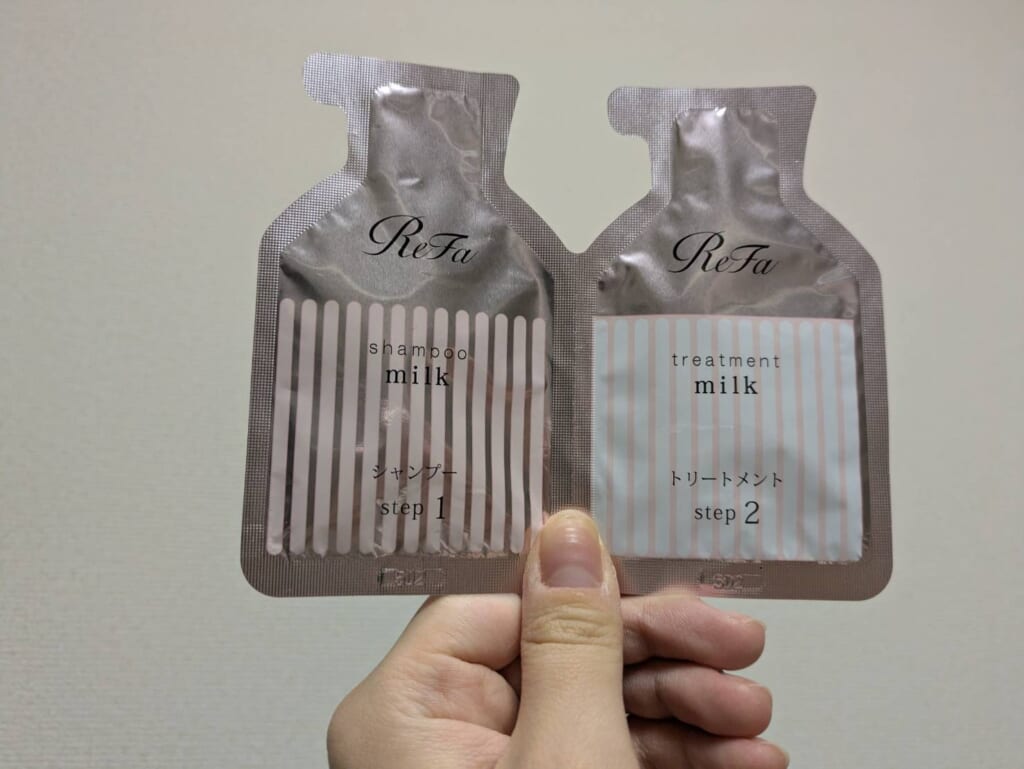 ReFa
shampoo
milk
シャンプー
step 1
ReFa
treatment
milk
トリートメント
step 2